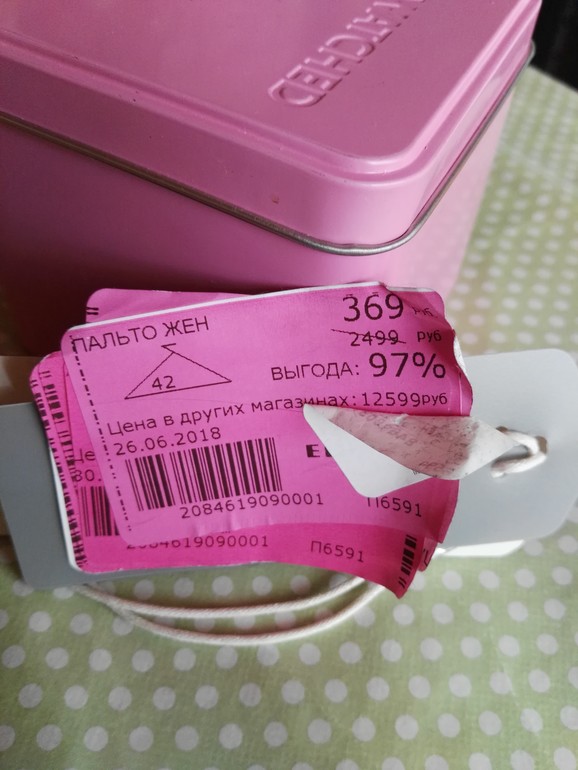 ПАЛЬТО ЖЕН
369 руб
2499 руб
42
ВЫГОДА: 97%
Цена в других магазинах: 12599руб
26.06.2018
2084619090001
П6591
2084619090001
П6591